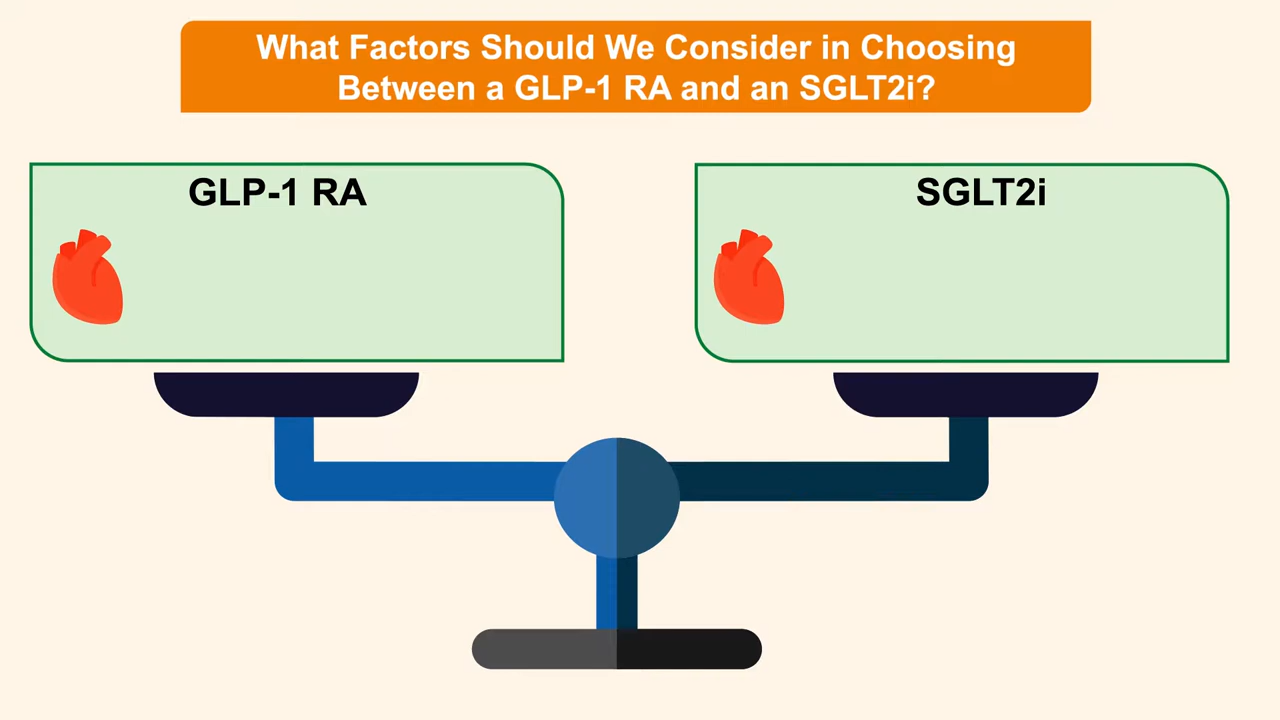 What Factors Should We Consider in Choosing
Between a GLP-1 RA and an SGLT2i?
GLP-1 RA
SGLT2i